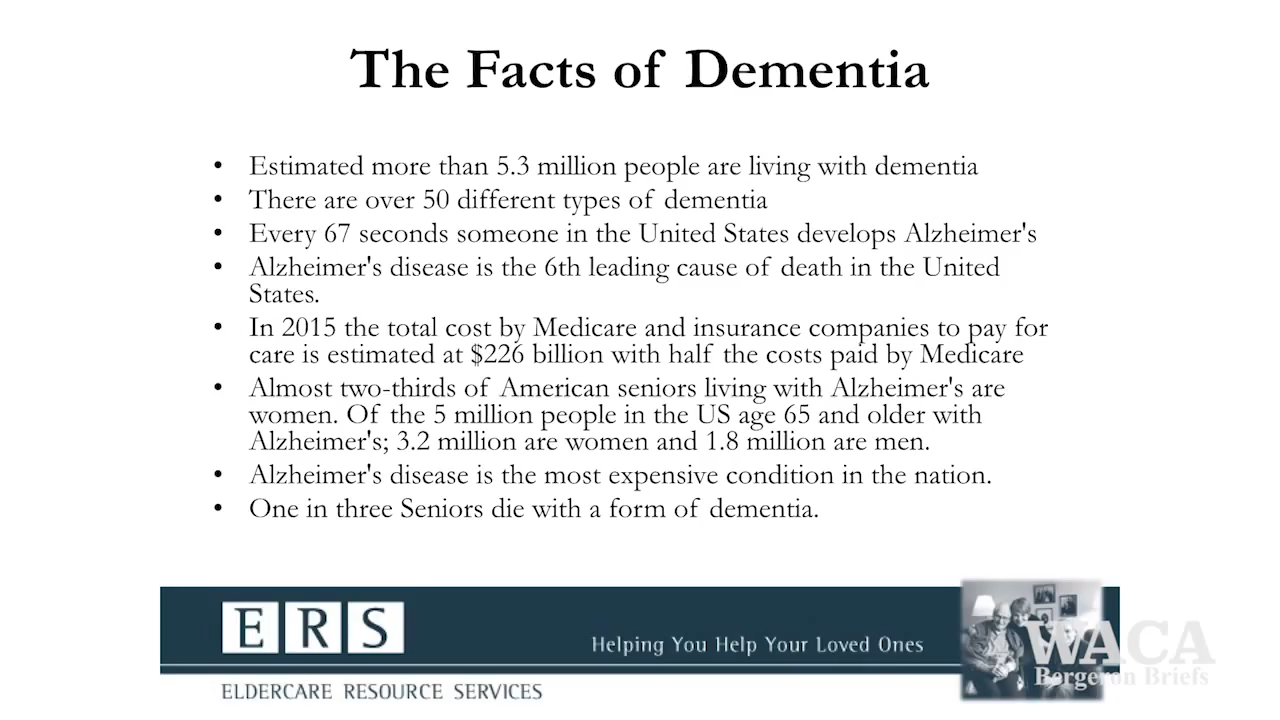 The Facts of Dementia
• Estimated more than 5.3 million people are living with dementia
• There are over 50 different types of dementia
• Every 67 seconds someone in the United States develops Alzheimer's
• Alzheimer's disease is the 6th leading cause of death in the United
States.
• In 2015 the total cost by Medicare and insurance companies to pay for
care is estimated at $226 billion with half the costs paid by Medicare
• Almost two-thirds of American seniors living with Alzheimer's are
women. Of the 5 million people in the US age 65 and older with
Alzheimer's; 3.2 million are women and 1.8 million are men.
• Alzheimer's disease is the most expensive condition in the nation.
• One in three Seniors die with a form of dementia.
ERS
Helping You Help Your Loved Ones
ELDERCARE RESOURCE SERVICES
WACA
Bergeron Briefs